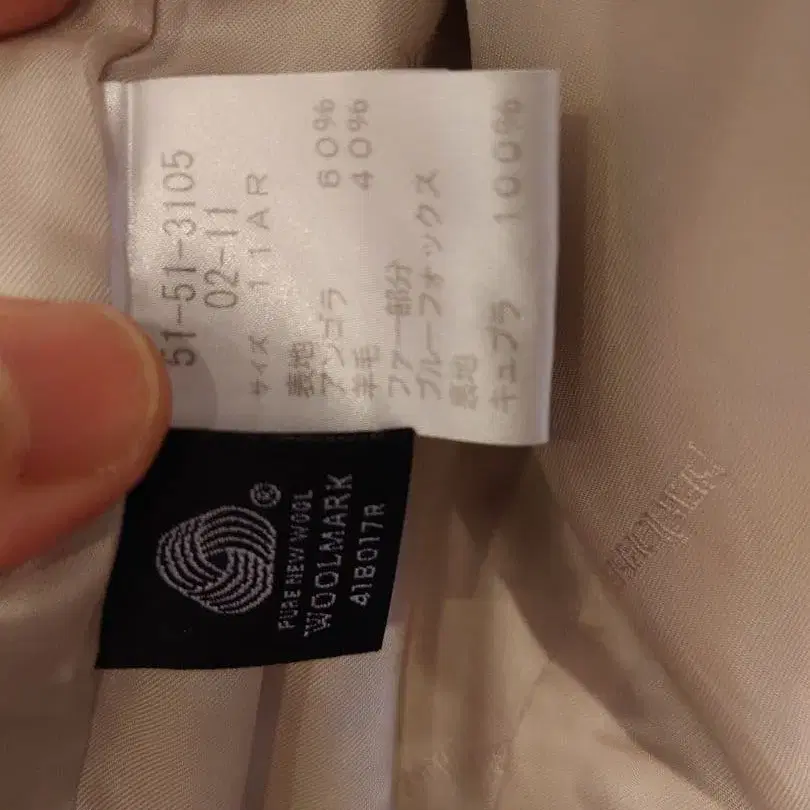 51-51-3105
02-11
サイズ 11AR
表地
アンゴラ 60%
羊毛 40%
ファー部分
ブルーフォックス
裏地
キュプラ 100%
®
PURE NEW WOOL
WOOLMARK
41B017R